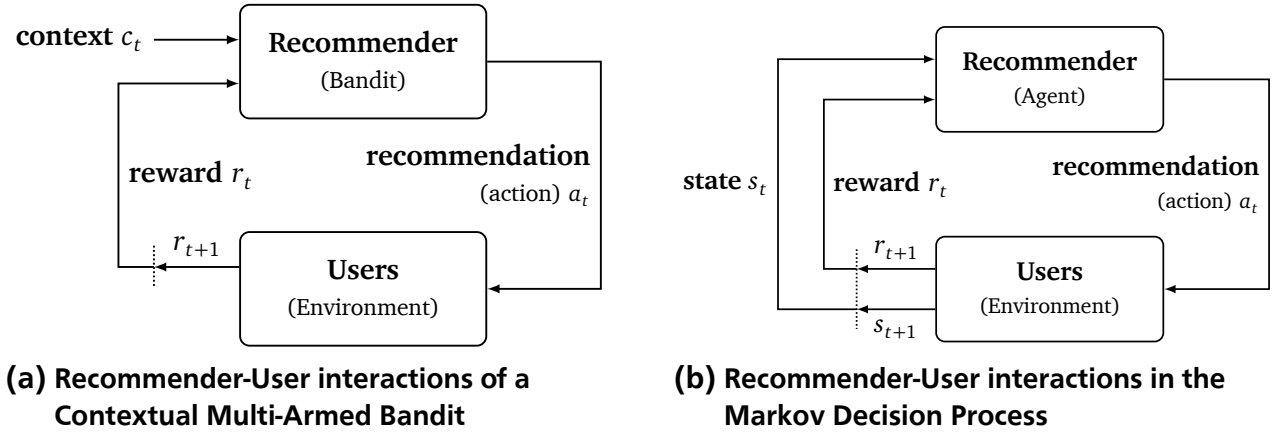 context c_t
Recommender
(Bandit)
reward r_t
recommendation
(action) a_t
r_{t+1}
Users
(Environment)
(a) Recommender-User interactions of a
Contextual Multi-Armed Bandit
Recommender
(Agent)
state s_t
reward r_t
recommendation
(action) a_t
r_{t+1}
Users
(Environment)
s_{t+1}
(b) Recommender-User interactions in the
Markov Decision Process